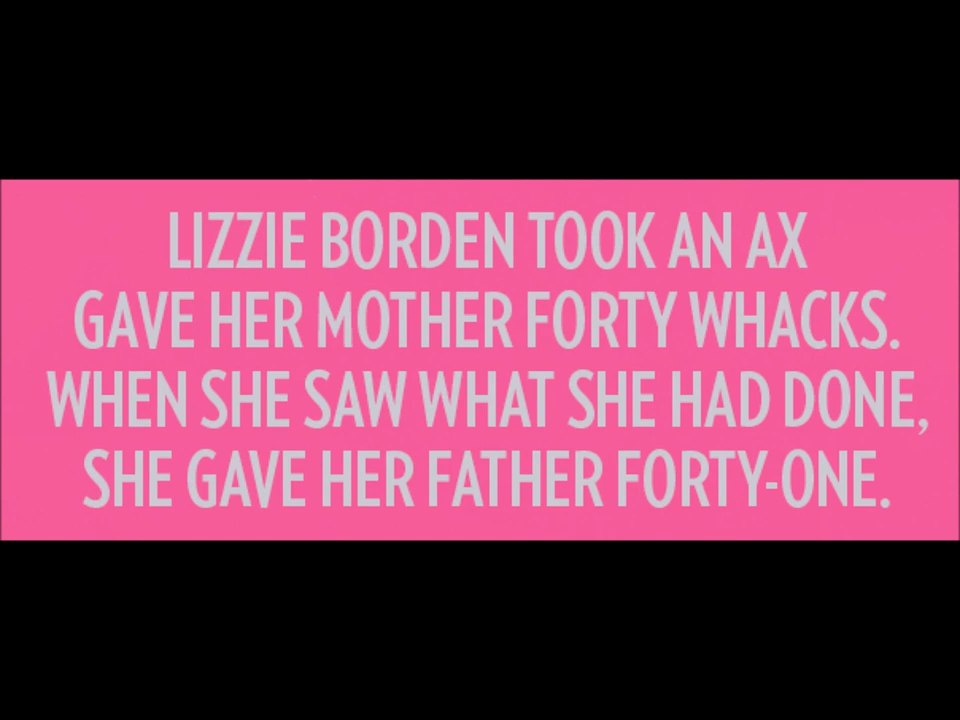 LIZZIE BORDEN TOOK AN AX
GAVE HER MOTHER FORTY WHACKS.
WHEN SHE SAW WHAT SHE HAD DONE,
SHE GAVE HER FATHER FORTY-ONE.